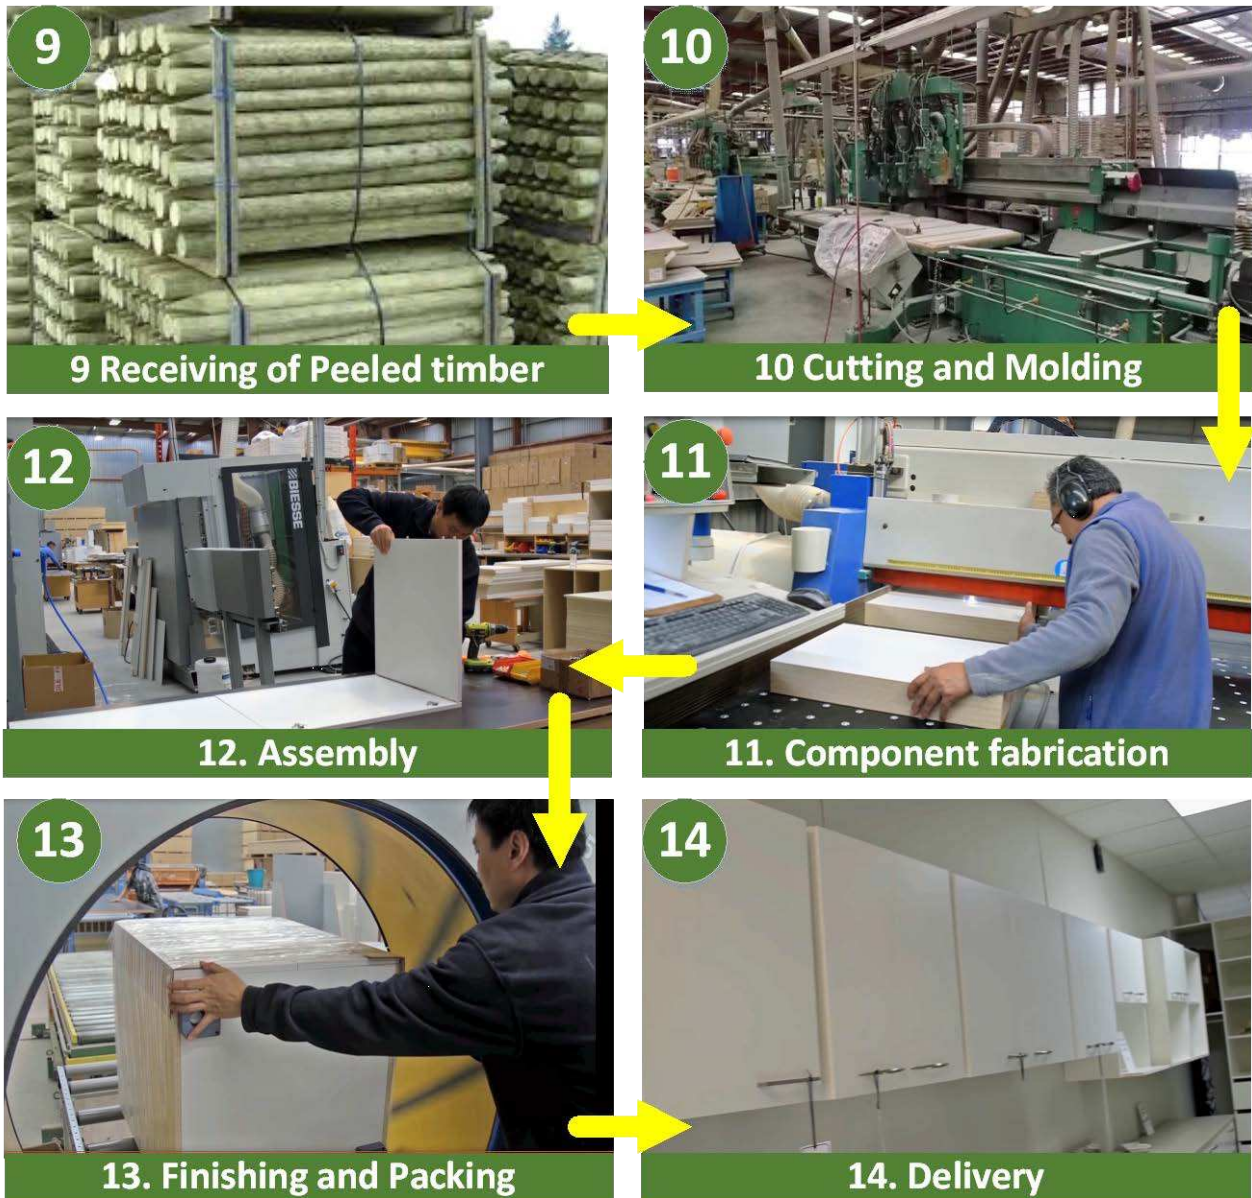 9
9 Receiving of Peeled timber
10
10 Cutting and Molding
12
BIESSE
12. Assembly
11
11. Component fabrication
13
13. Finishing and Packing
14
14. Delivery